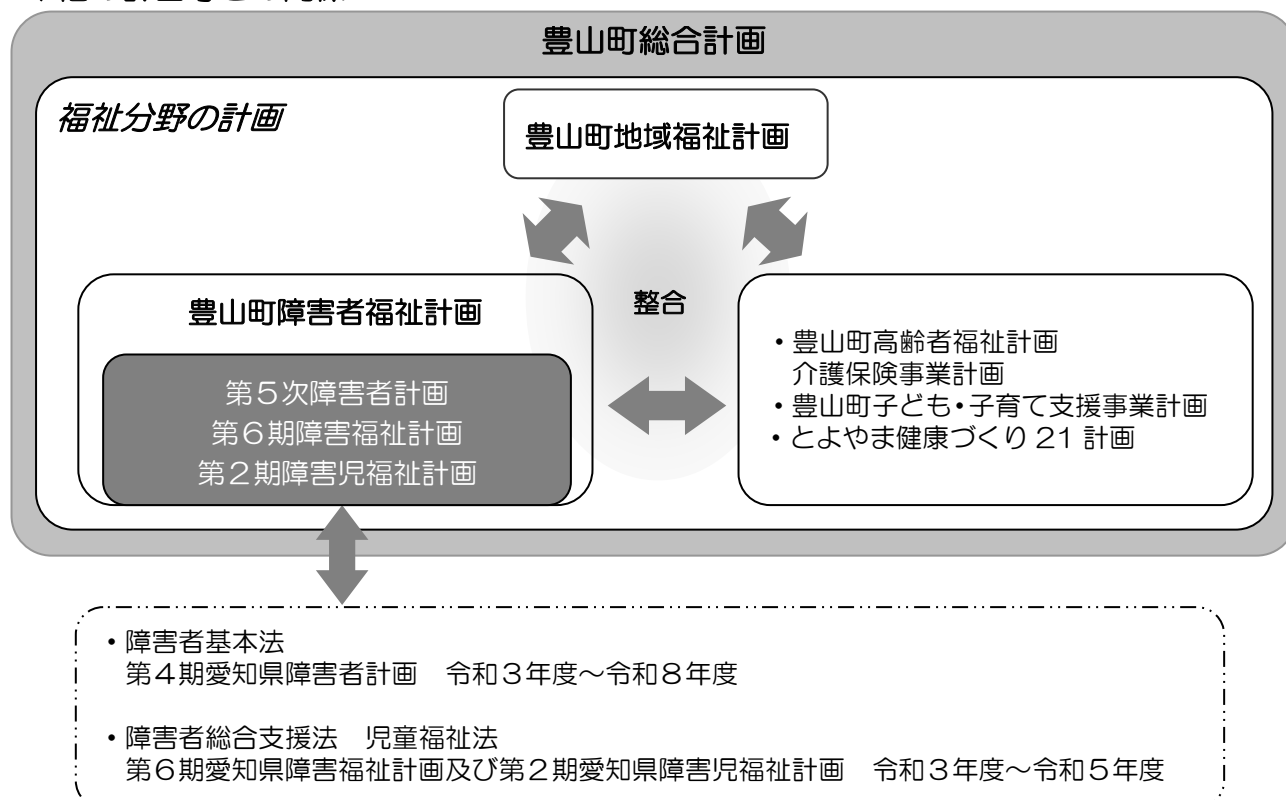 豊山町総合計画
福祉分野の計画
豊山町地域福祉計画
整合
豊山町障害者福祉計画
第5次障害者計画
第6期障害福祉計画
第2期障害児福祉計画
・豊山町高齢者福祉計画
介護保険事業計画
・豊山町子ども・子育て支援事業計画
・とよやま健康づくり 21 計画
・障害者基本法
第4期愛知県障害者計画　令和3年度~令和8年度
・障害者総合支援法　児童福祉法
第6期愛知県障害福祉計画及び第2期愛知県障害児福祉計画　令和3年度~令和5年度